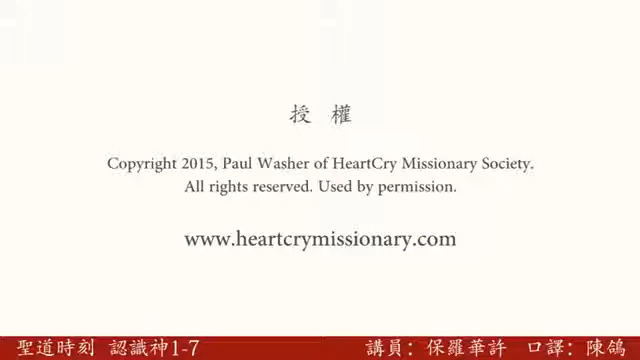 授 權
Copyright 2015, Paul Washer of HeartCry Missionary Society.
All rights reserved. Used by permission.
www.heartcrymissionary.com
聖道時刻 認識神1-7 講員: 保羅華許 口譯: 陳鴿